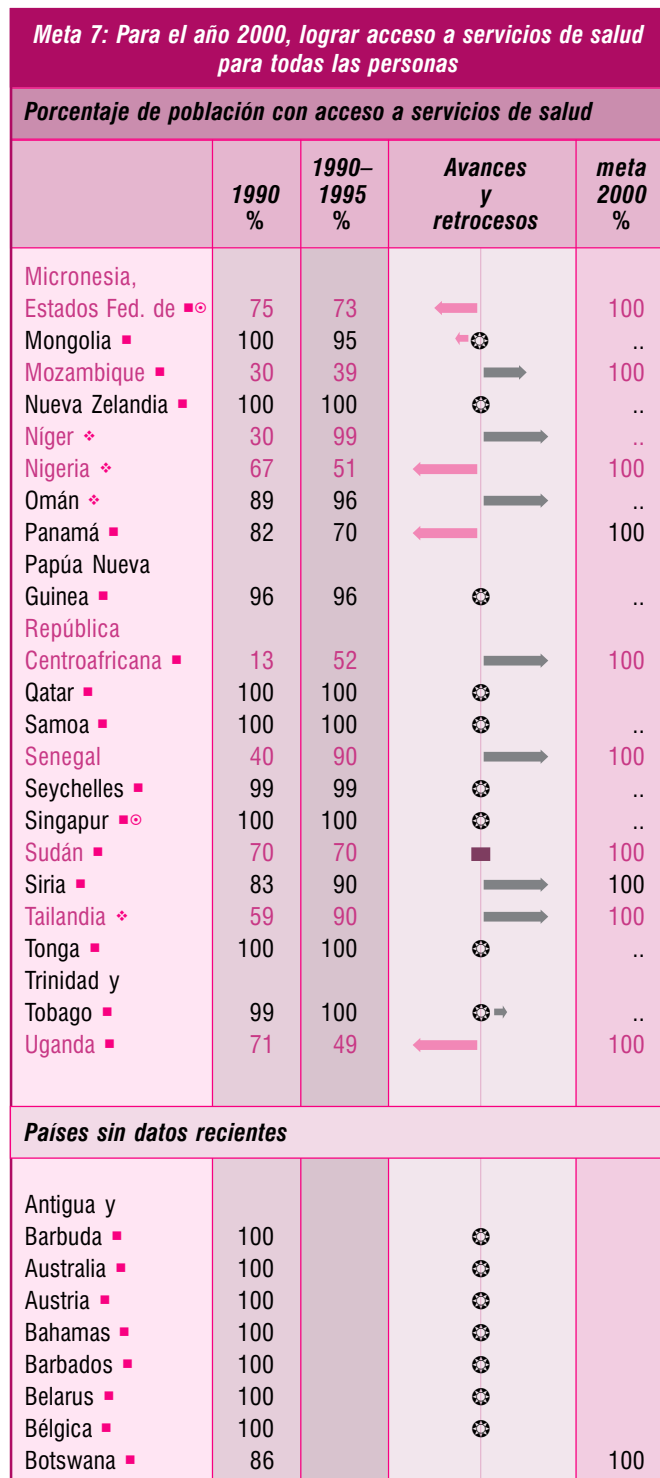 Meta 7: Para el año 2000, lograr acceso a servicios de salud
para todas las personas
Porcentaje de población con acceso a servicios de salud
1990 % 1990–1995 % Avances y retrocesos meta 2000 %
Micronesia,
Estados Fed. de 75 73 100
Mongolia 100 95 ..
Mozambique 30 39 100
Nueva Zelandia 100 100 ..
Níger 30 99 ..
Nigeria 67 51 100
Omán 89 96 ..
Panamá 82 70 100
Papúa Nueva
Guinea 96 96 ..
República
Centroafricana 13 52 100
Qatar 100 100
Samoa 100 100 ..
Senegal 40 90 100
Seychelles 99 99 ..
Singapur 100 100 ..
Sudán 70 70 100
Siria 83 90 100
Tailandia 59 90 100
Tonga 100 100 ..
Trinidad y
Tobago 99 100 ..
Uganda 71 49 100
Países sin datos recientes
Antigua y
Barbuda 100
Australia 100
Austria 100
Bahamas 100
Barbados 100
Belarus 100
Bélgica 100
Botswana 86 100